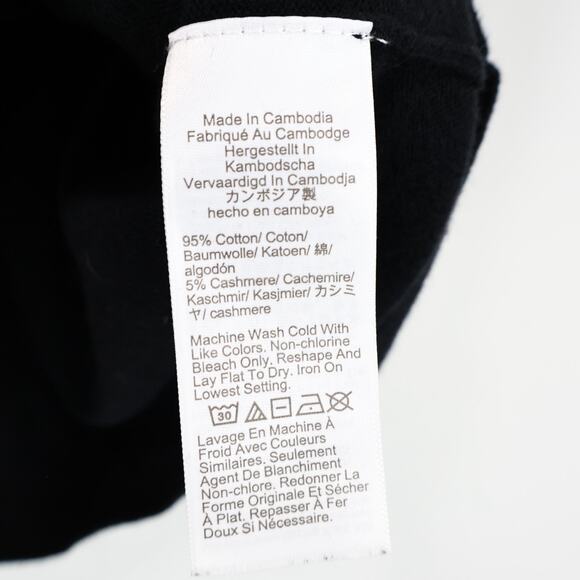 Made In Cambodia
Fabriqué Au Cambodge
Hergestellt In
Kambodscha
Vervaardigd In Cambodja
カンボジア製
hecho en camboya
95% Cotton/ Coton/
Baumwolle/ Katoen/ 綿/
algodón
5% Cashmere/ Cachemire/
Kaschmir/ Kasjmier/ カシミ
ヤ/ cashmere
Machine Wash Cold With
Like Colors. Non-chlorine
Bleach Only. Reshape And
Lay Flat To Dry. Iron On
Lowest Setting.
30
Lavage En Machine À
Froid Avec Couleurs
Similaires. Seulement
Agent De Blanchiment
Non-chlore. Redonner La
Forme Originale Et Sécher
À Plat. Repasser À Fer
Doux Si Nécessaire.